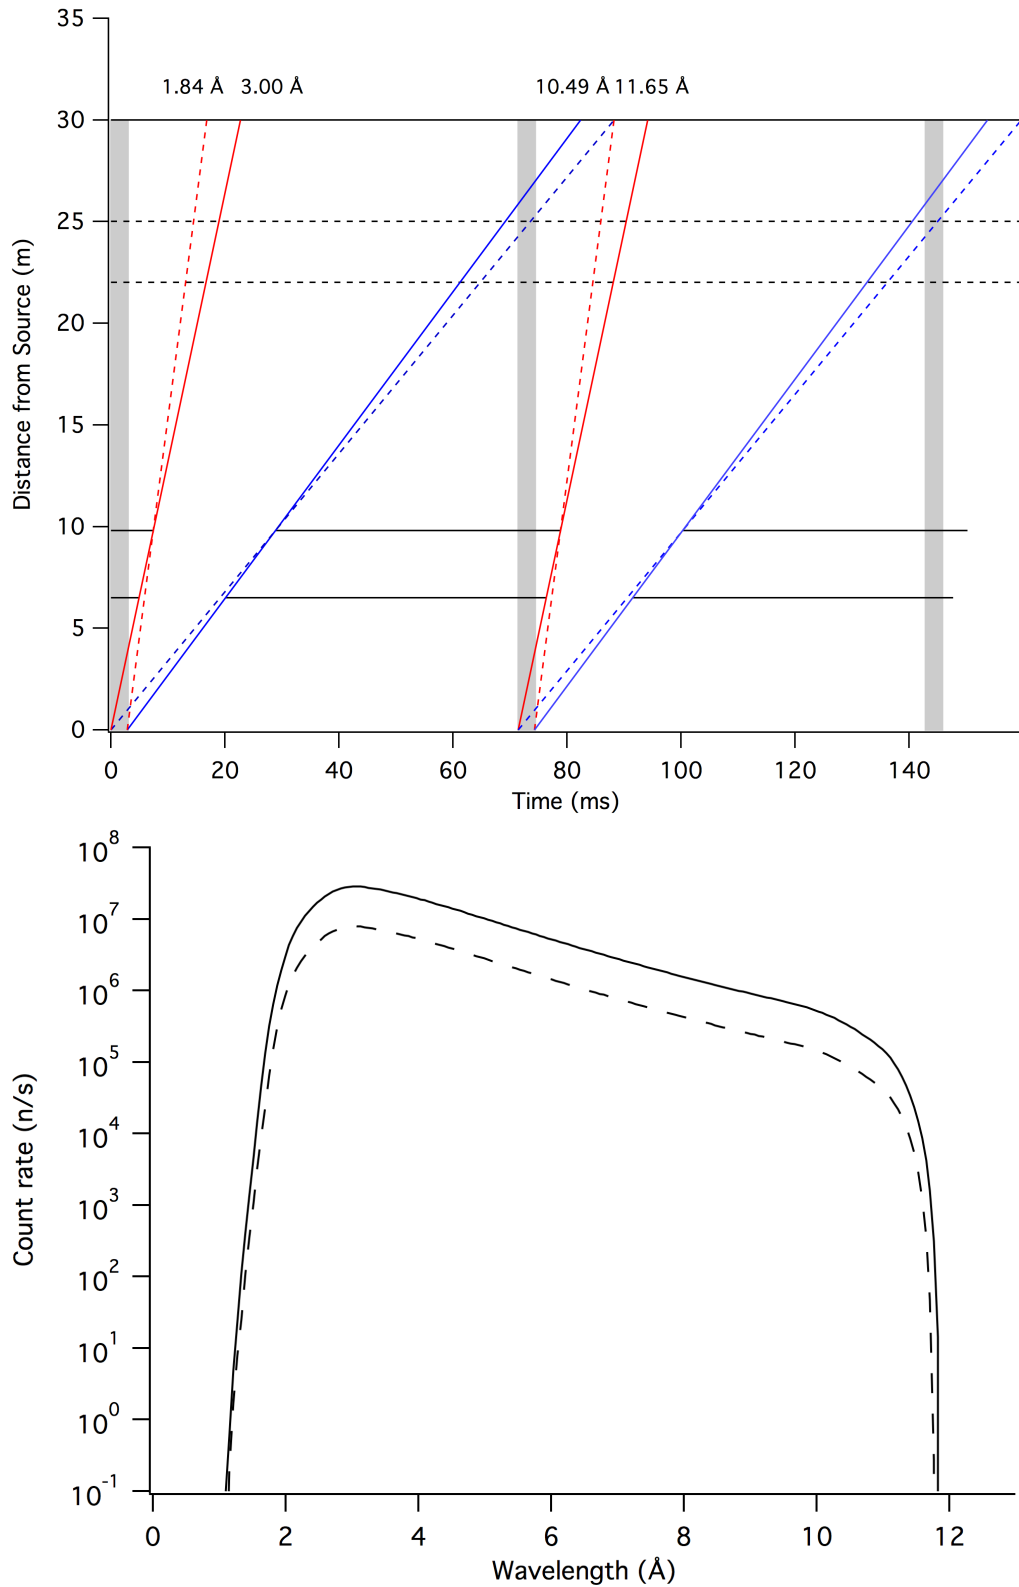 35
1.84 Å 3.00 Å 10.49 Å 11.65 Å
30
25
20
15
10
5
0
Distance from Source (m)
0 20 40 60 80 100 120 140
Time (ms)
10^8
10^7
10^6
10^5
10^4
10^3
10^2
10^1
10^0
10^-1
Count rate (n/s)
0 2 4 6 8 10 12
Wavelength (Å)